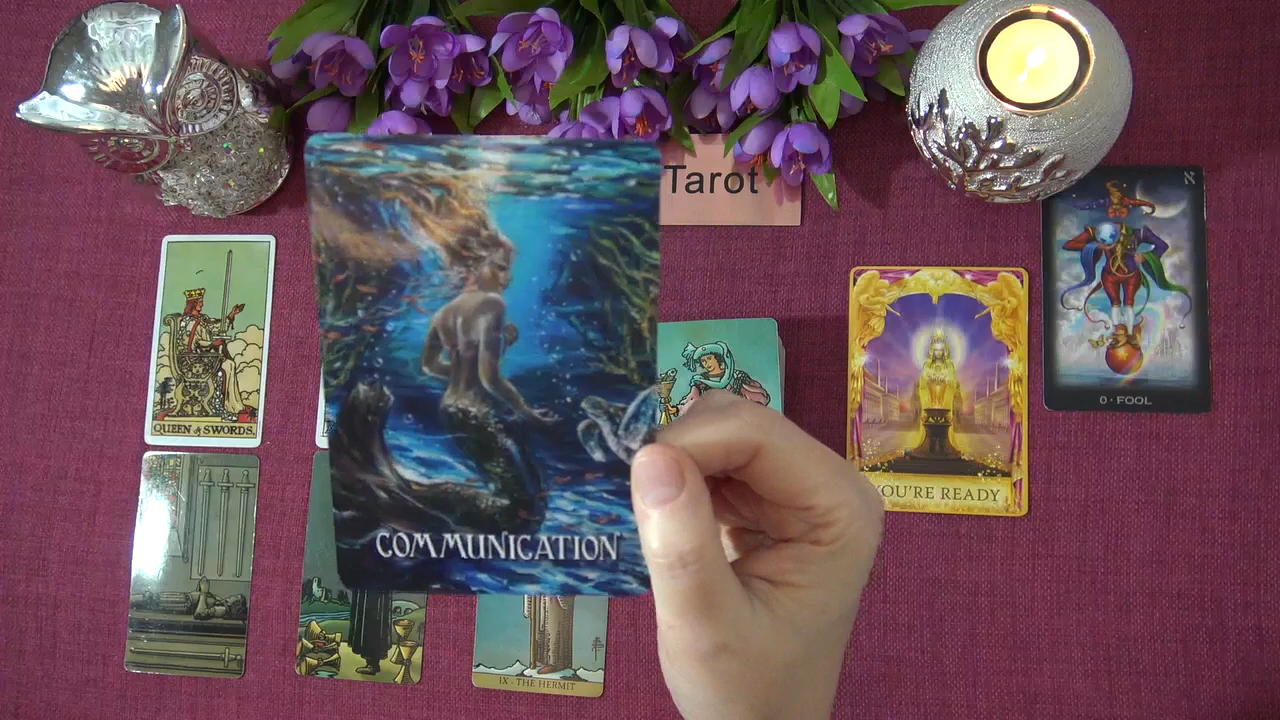 Tarot
QUEEN of SWORDS.
0 · FOOL
YOU'RE READY
COMMUNICATION
IX · THE HERMIT